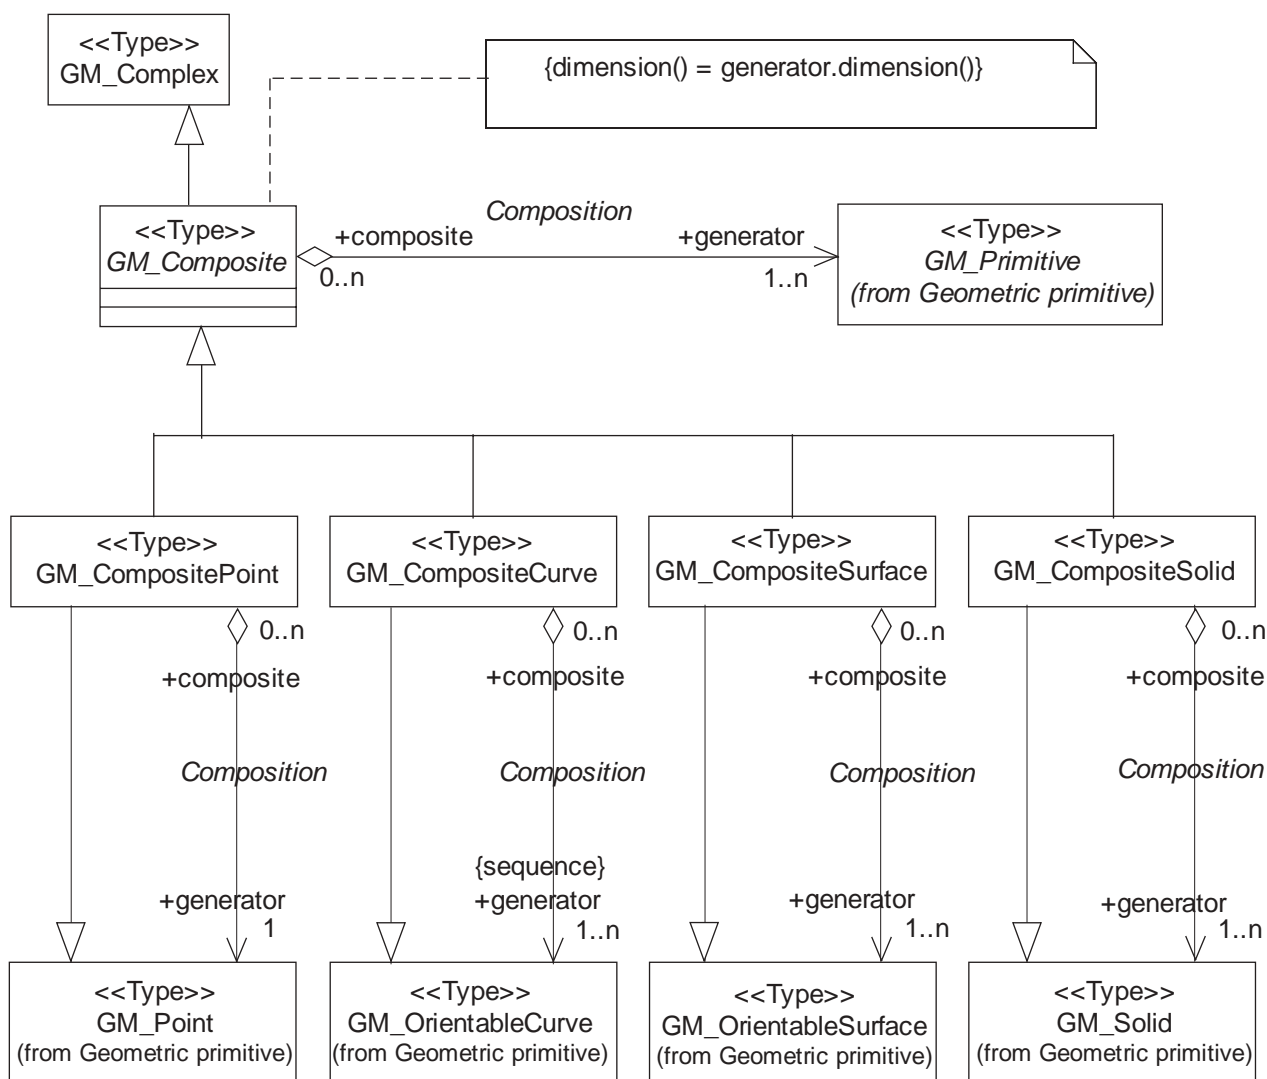 <<Type>>
GM_Complex
{dimension() = generator.dimension()}
<<Type>>
GM_Composite
+composite
0..n
Composition
+generator
1..n
<<Type>>
GM_Primitive
(from Geometric primitive)
<<Type>>
GM_CompositePoint
<<Type>>
GM_CompositeCurve
<<Type>>
GM_CompositeSurface
<<Type>>
GM_CompositeSolid
0..n
0..n
0..n
0..n
+composite
+composite
+composite
+composite
Composition
Composition
Composition
Composition
{sequence}
+generator
+generator
+generator
+generator
1
1..n
1..n
1..n
<<Type>>
GM_Point
(from Geometric primitive)
<<Type>>
GM_OrientableCurve
(from Geometric primitive)
<<Type>>
GM_OrientableSurface
(from Geometric primitive)
<<Type>>
GM_Solid
(from Geometric primitive)